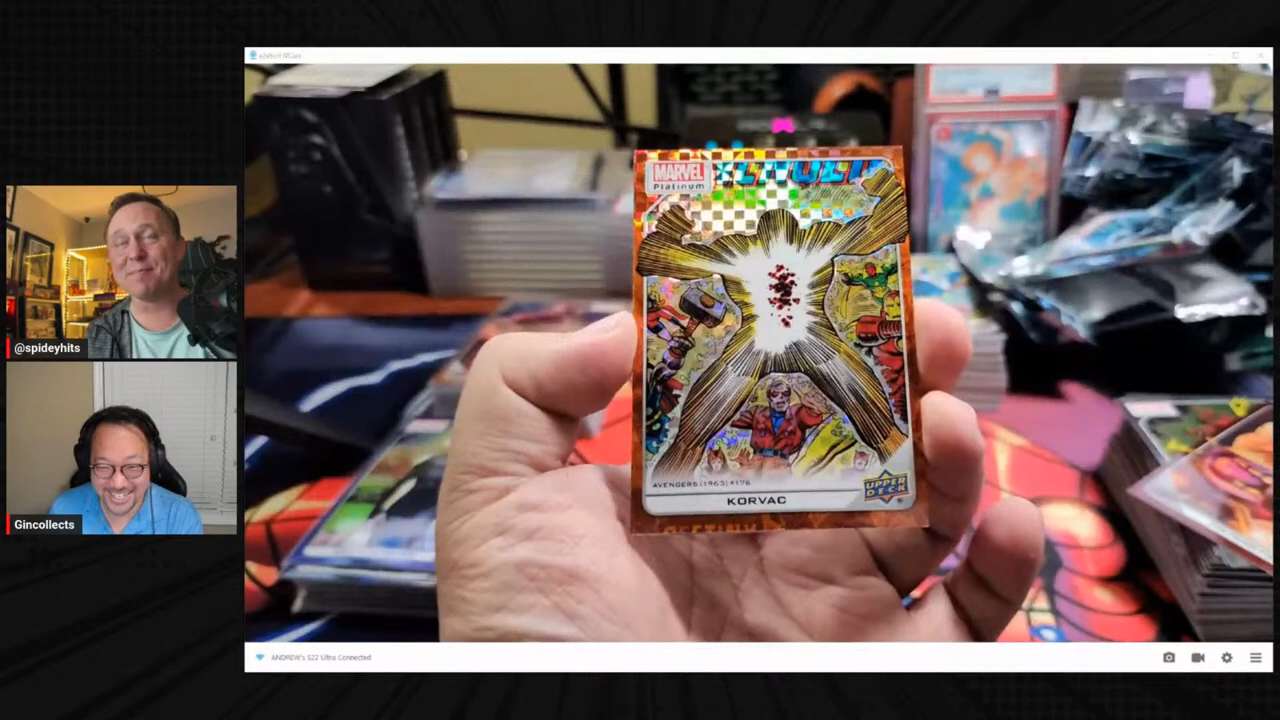 @spideyhits
Gincollects
MARVEL
Platinum
AVENGERS (1963) #176
KORVAC
UPPER
DECK
ANDREW's S22 Ultra Connected